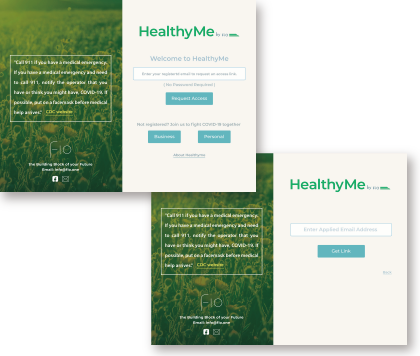 "Call 911 if you have a medical emergency.
If you have a medical emergency and need
to call 911, notify the operator that you
have or think you might have, COVID-19. If
possible, put on a facemask before medical
help arrives." CDC website
Fio
the Building Block of your Future
Email: info@fio.one
HealthyMe by FIO
Welcome to HealthyMe
Enter your registered email to request an access link
( No Password Required )
Request Access
Not registered? Join us to fight COVID-19 together
Business
Personal
About HealthyMe
"Call 911 if you have a medical emergency.
If you have a medical emergency and need
to call 911, notify the operator that you
have or think you might have, COVID-19. If
possible, put on a facemask before medical
help arrives." CDC website
Fio
the Building Block of your Future
Email: info@fio.one
HealthyMe by FIO
Enter Applied Email Address
Get Link
Back